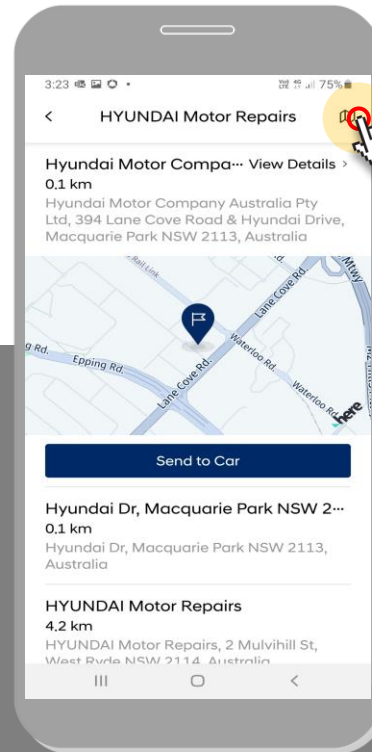 3:23 75%
HYUNDAI Motor Repairs
Hyundai Motor Compa··· View Details >
0,1 km
Hyundai Motor Company Australia Pty
Ltd, 394 Lane Cove Road & Hyundai Drive,
Macquarie Park NSW 2113, Australia
Rail Link
Lane Cove Rd.
Mtwy
g Rd.
Epping Rd.
Waterloo Rd.
Lane Cove Rd.
Waterloo Rd.
here
Send to Car
Hyundai Dr, Macquarie Park NSW 2···
0,1 km
Hyundai Dr, Macquarie Park NSW 2113,
Australia
HYUNDAI Motor Repairs
4,2 km
HYUNDAI Motor Repairs, 2 Mulvihill St,
West Ryde NSW 2114, Australia